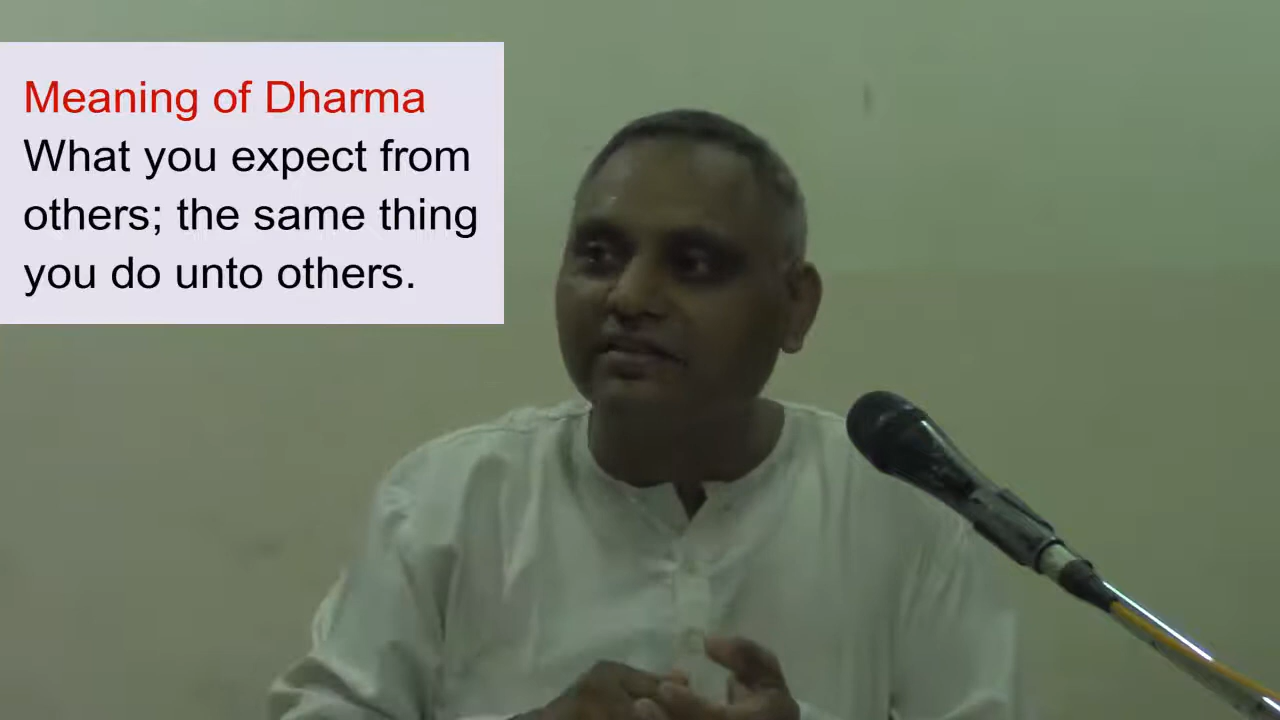 Meaning of Dharma
What you expect from
others; the same thing
you do unto others.